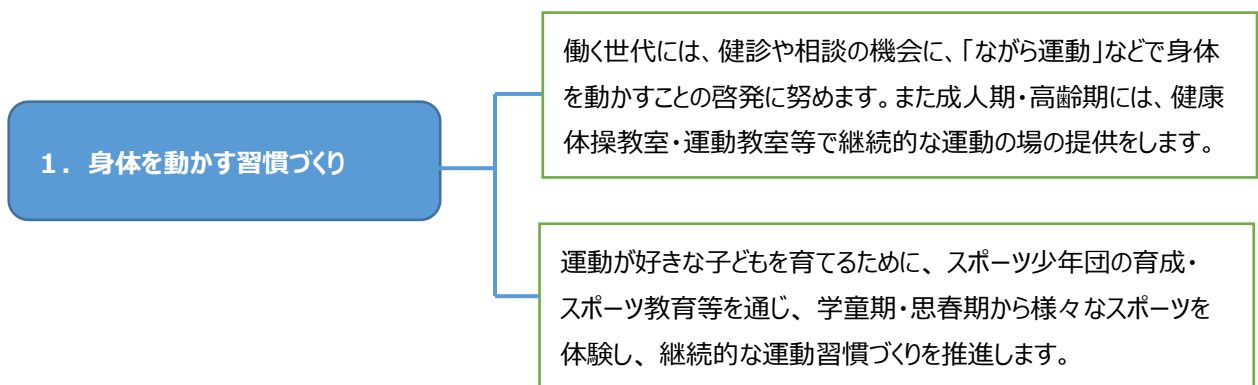 1．身体を動かす習慣づくり
働く世代には、健診や相談の機会に、「ながら運動」などで身体
を動かすことの啓発に努めます。また成人期・高齢期には、健康
体操教室・運動教室等で継続的な運動の場の提供をします。
運動が好きな子どもを育てるために、スポーツ少年団の育成・
スポーツ教育等を通じ、学童期・思春期から様々なスポーツを
体験し、継続的な運動習慣づくりを推進します。